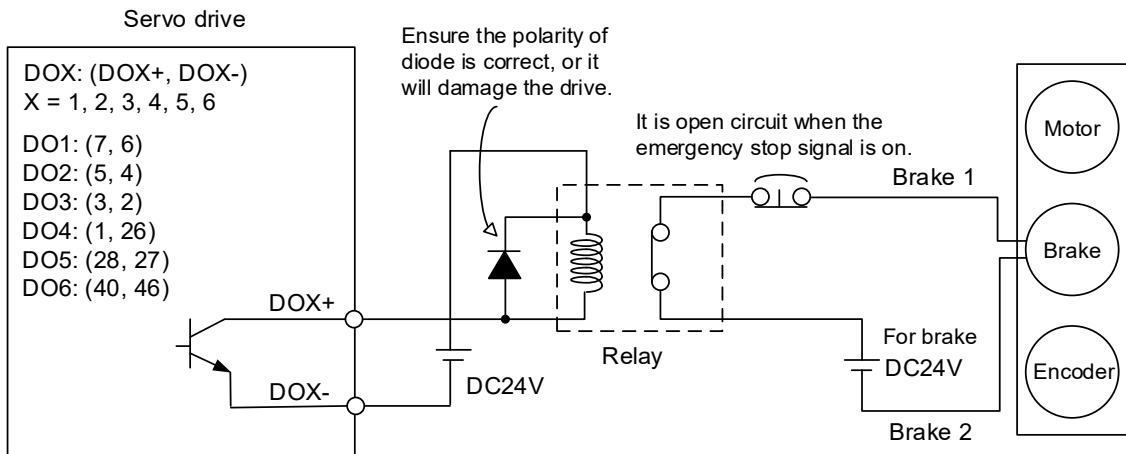 Servo drive
DOX: (DOX+, DOX-)
X = 1, 2, 3, 4, 5, 6
DO1: (7, 6)
DO2: (5, 4)
DO3: (3, 2)
DO4: (1, 26)
DO5: (28, 27)
DO6: (40, 46)
DOX+
DOX-
Ensure the polarity of
diode is correct, or it
will damage the drive.
DC24V
Relay
It is open circuit when the
emergency stop signal is on.
Brake 1
For brake
DC24V
Brake 2
Motor
Brake
Encoder